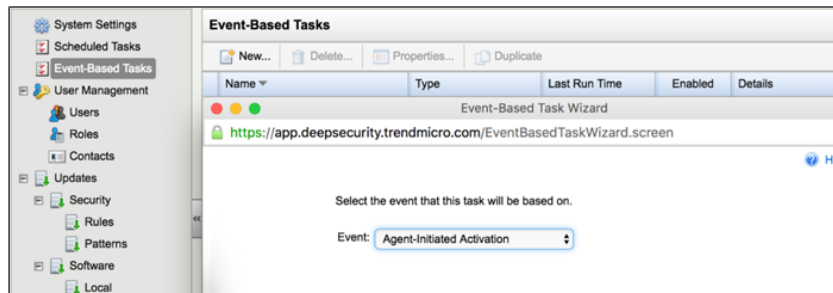 System Settings
Scheduled Tasks
Event-Based Tasks
User Management
Users
Roles
Contacts
Updates
Security
Rules
Patterns
Software
Local
Event-Based Tasks
New... Delete... Properties... Duplicate
Name Type Last Run Time Enabled Details
Event-Based Task Wizard
https://app.deepsecurity.trendmicro.com/EventBasedTaskWizard.screen
H
Select the event that this task will be based on.
Event: Agent-Initiated Activation